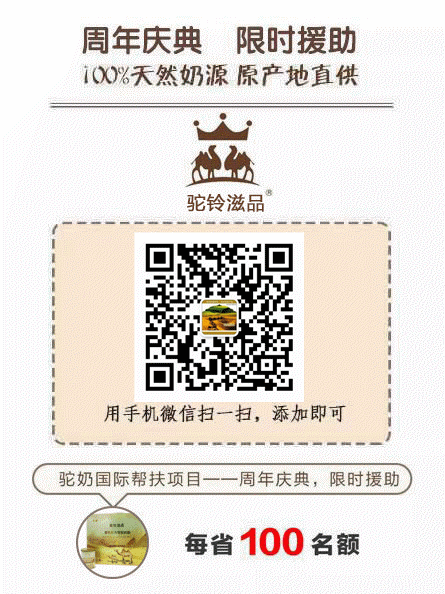 周年庆典 限时援助
100%天然奶源 原产地直供
驼铃滋品®
用手机微信扫一扫，添加即可
驼奶国际帮扶项目——周年庆典，限时援助
每省100名额